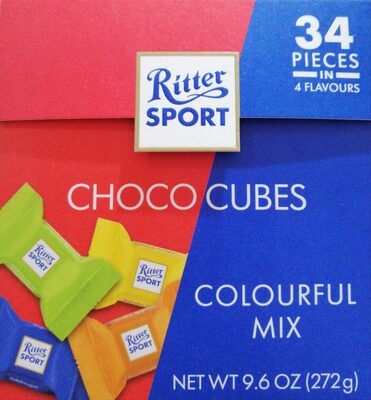 34
PIECES
IN
4 FLAVOURS
Ritter
SPORT
CHOCO CUBES
Ritter
SPORT
Ritter
SPORT
Ritter
SPORT
Ritter
SPORT
COLOURFUL
MIX
NET WT 9.6 OZ (272g)